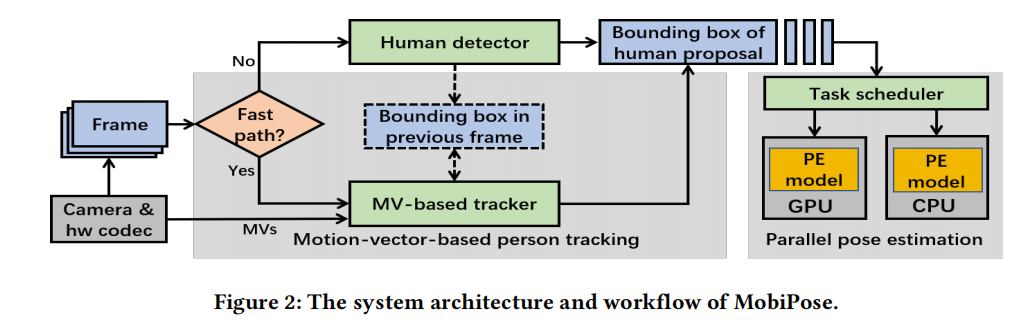 Human detector
Bounding box of
human proposal
No
Task scheduler
Frame
Fast
path?
Bounding box in
previous frame
PE
model
GPU
PE
model
CPU
Yes
Camera &
hw codec
MVs
MV-based tracker
Motion-vector-based person tracking
Parallel pose estimation
Figure 2: The system architecture and workflow of MobiPose.